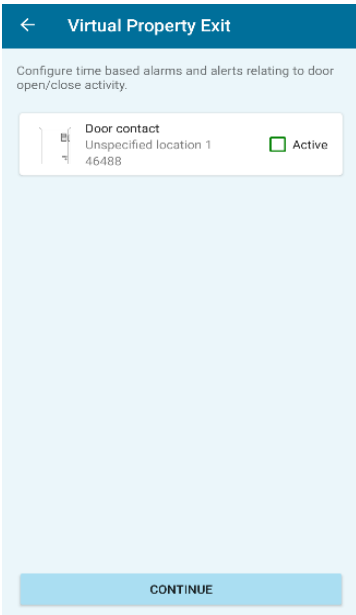 Virtual Property Exit
Configure time based alarms and alerts relating to door
open/close activity.
Door contact
Unspecified location 1
46488
Active
CONTINUE